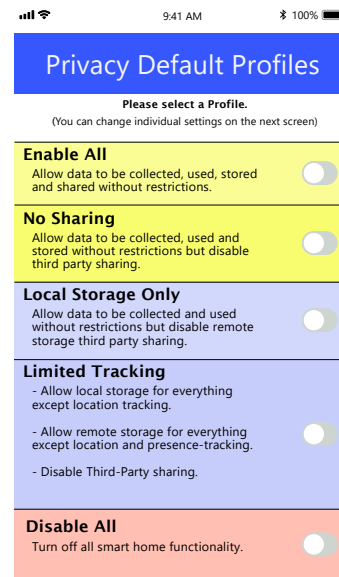 9:41 AM 100%
Privacy Default Profiles
Please select a Profile.
(You can change individual settings on the next screen)
Enable All
Allow data to be collected, used, stored
and shared without restrictions.
No Sharing
Allow data to be collected, used and
stored without restrictions but disable
third party sharing.
Local Storage Only
Allow data to be collected and used
without restrictions but disable remote
storage third party sharing.
Limited Tracking
- Allow local storage for everything
except location tracking.
- Allow remote storage for everything
except location and presence-tracking.
- Disable Third-Party sharing.
Disable All
Turn off all smart home functionality.